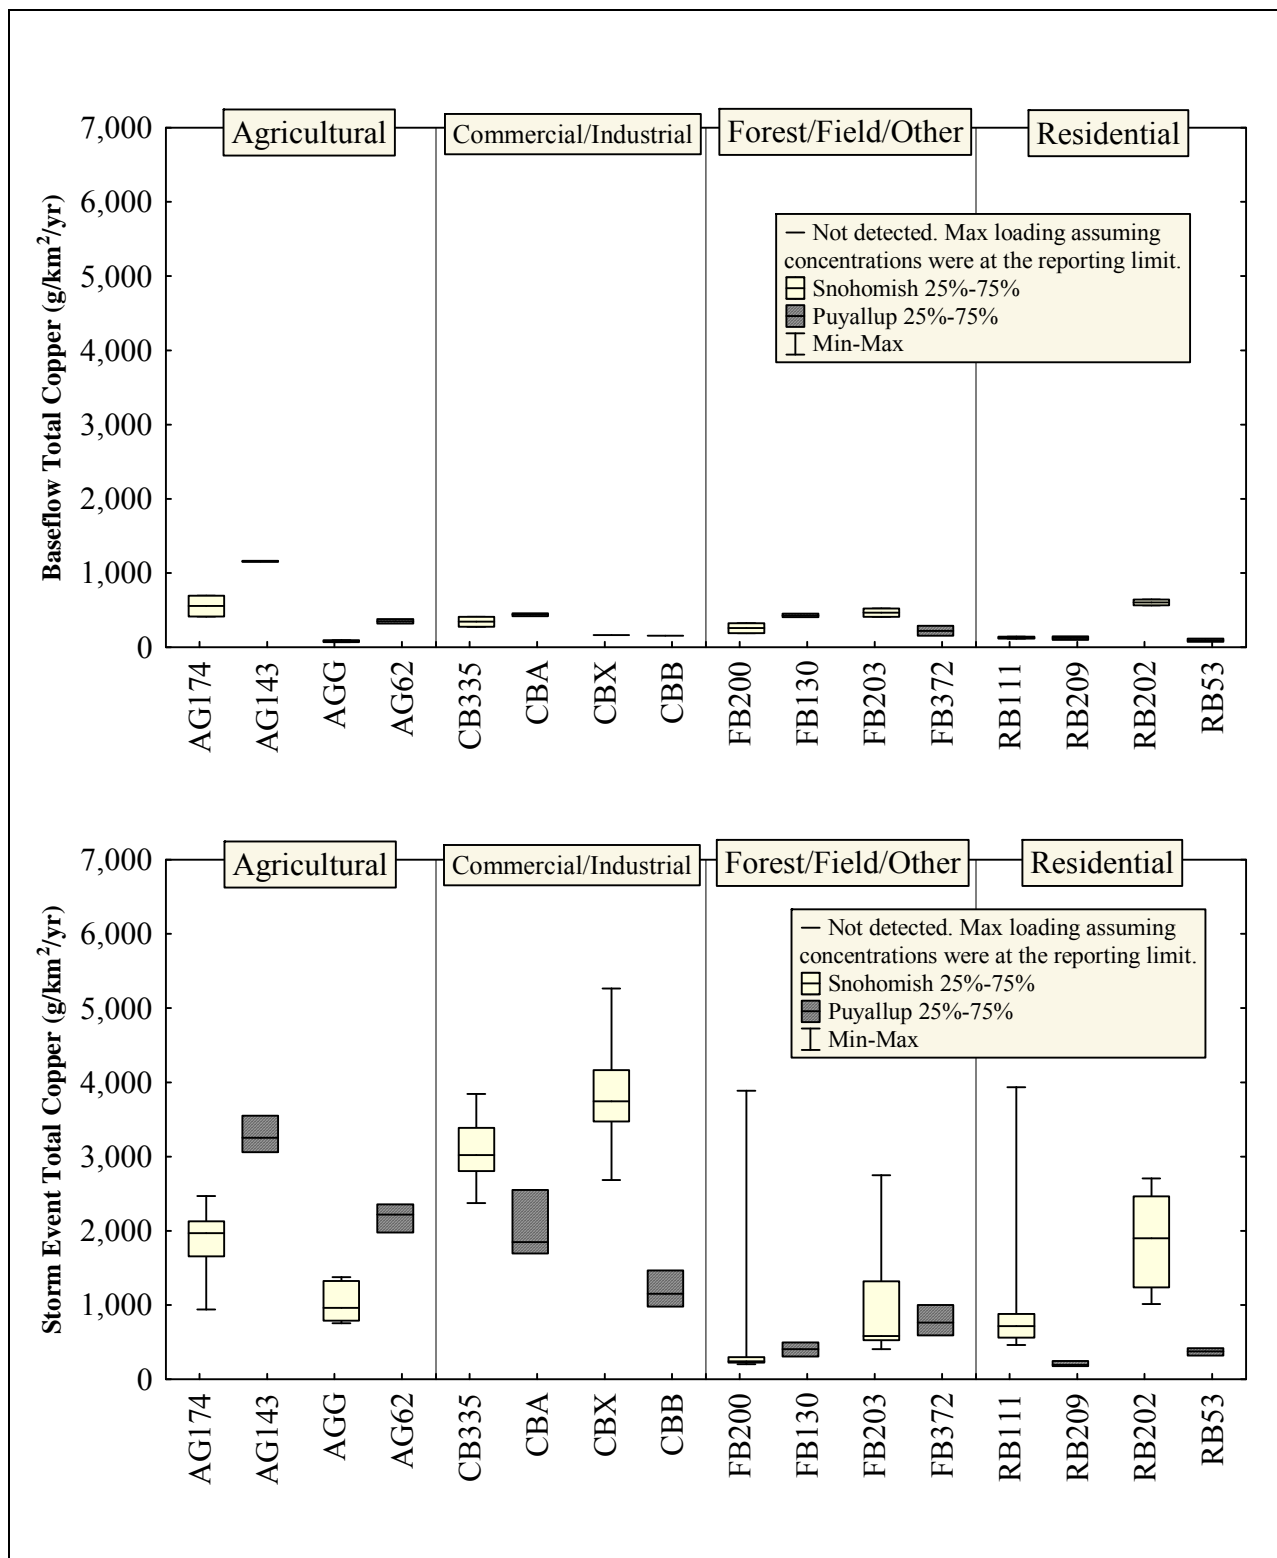 Agricultural
Commercial/Industrial
Forest/Field/Other
Residential
Baseflow Total Copper (g/km²/yr)
7,000
6,000
5,000
4,000
3,000
2,000
1,000
0
Not detected. Max loading assuming
concentrations were at the reporting limit.
Snohomish 25%-75%
Puyallup 25%-75%
Min-Max
AG174
AG143
AGG
AG62
CB335
CBA
CBX
CBB
FB200
FB130
FB203
FB372
RB111
RB209
RB202
RB53
Agricultural
Commercial/Industrial
Forest/Field/Other
Residential
Storm Event Total Copper (g/km²/yr)
7,000
6,000
5,000
4,000
3,000
2,000
1,000
0
Not detected. Max loading assuming
concentrations were at the reporting limit.
Snohomish 25%-75%
Puyallup 25%-75%
Min-Max
AG174
AG143
AGG
AG62
CB335
CBA
CBX
CBB
FB200
FB130
FB203
FB372
RB111
RB209
RB202
RB53